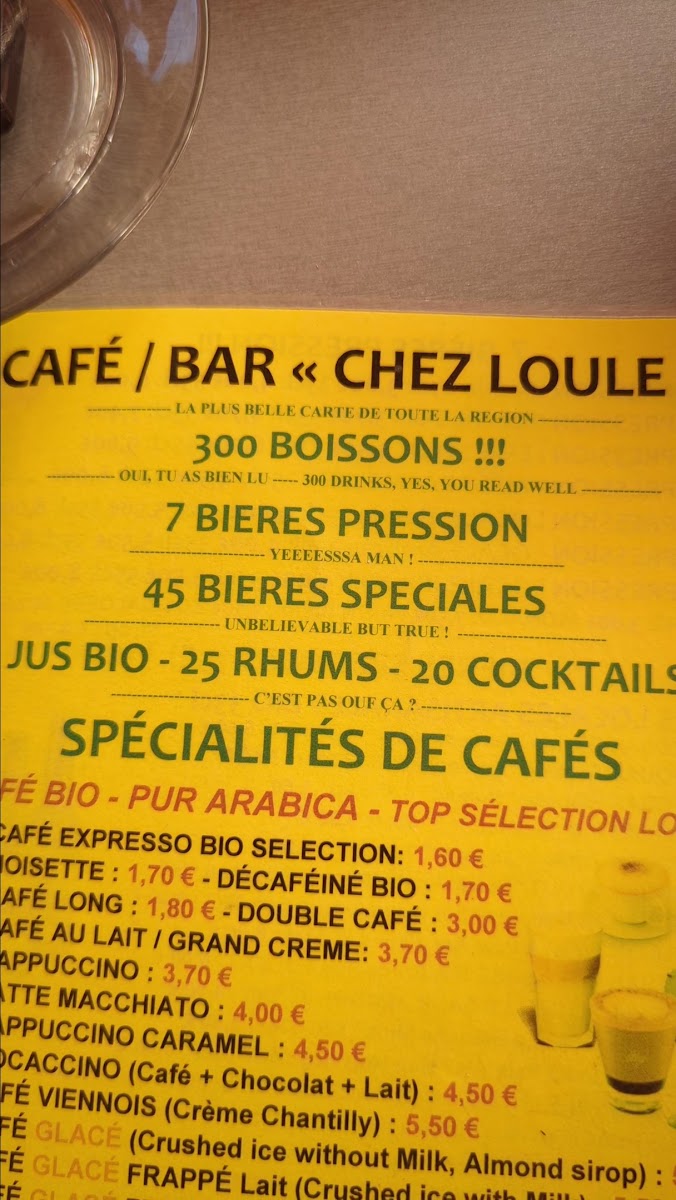 CAFÉ / BAR « CHEZ LOULE
LA PLUS BELLE CARTE DE TOUTE LA REGION
300 BOISSONS !!!
OUI, TU AS BIEN LU ----- 300 DRINKS, YES, YOU READ WELL
7 BIERES PRESSION
YEEEESSSA MAN !
45 BIERES SPECIALES
UNBELIEVABLE BUT TRUE !
JUS BIO - 25 RHUMS - 20 COCKTAILS
C'EST PAS OUF ÇA ?
SPÉCIALITÉS DE CAFÉS
FÉ BIO - PUR ARABICA - TOP SÉLECTION LO
CAFÉ EXPRESSO BIO SELECTION: 1,60 €
NOISETTE : 1,70 € - DÉCAFÉINÉ BIO : 1,70 €
AFÉ LONG : 1,80 € - DOUBLE CAFÉ : 3,00 €
AFÉ AU LAIT / GRAND CREME: 3,70 €
APPUCCINO : 3,70 €
ATTE MACCHIATO : 4,00 €
APPUCCINO CARAMEL : 4,50 €
OCACCINO (Café + Chocolat + Lait) : 4,50 €
FÉ VIENNOIS (Crème Chantilly) : 5,50 €
FÉ GLACÉ (Crushed ice without Milk, Almond sirop) :
FÉ GLACÉ FRAPPÉ Lait (Crushed ice with